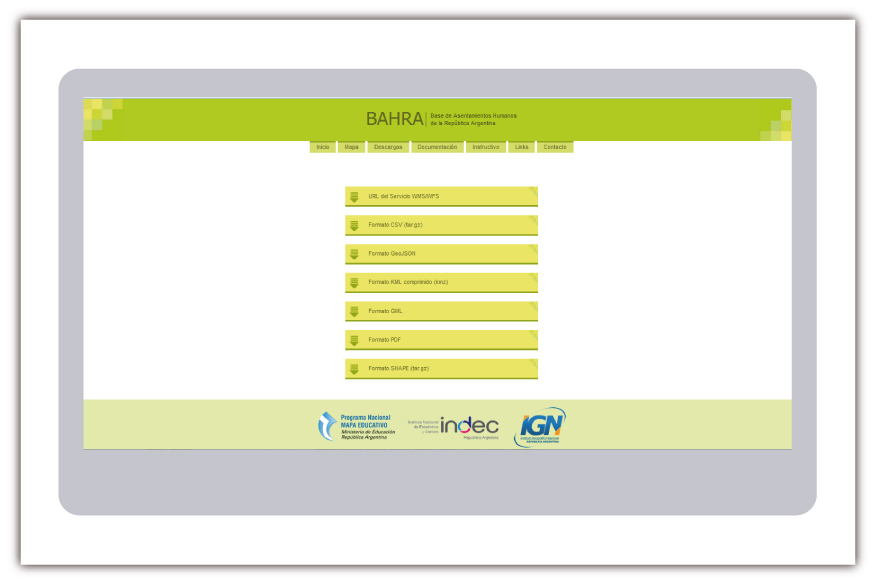 BAHRA
Base de Asentamientos Humanos
de la República Argentina
Inicio Mapa Descargas Documentación Instructivo Links Contacto
URL del Servicio WMS/WFS
Formato CSV (tar.gz)
Formato GeoJSON
Formato KML comprimido (kmz)
Formato GML
Formato PDF
Formato SHAPE (tar.gz)
Programa Nacional
MAPA EDUCATIVO
Ministerio de Educación
República Argentina
Instituto Nacional
de Estadística
y Censos
indec
República Argentina
IGN
Instituto Geográfico Nacional
REPÚBLICA ARGENTINA